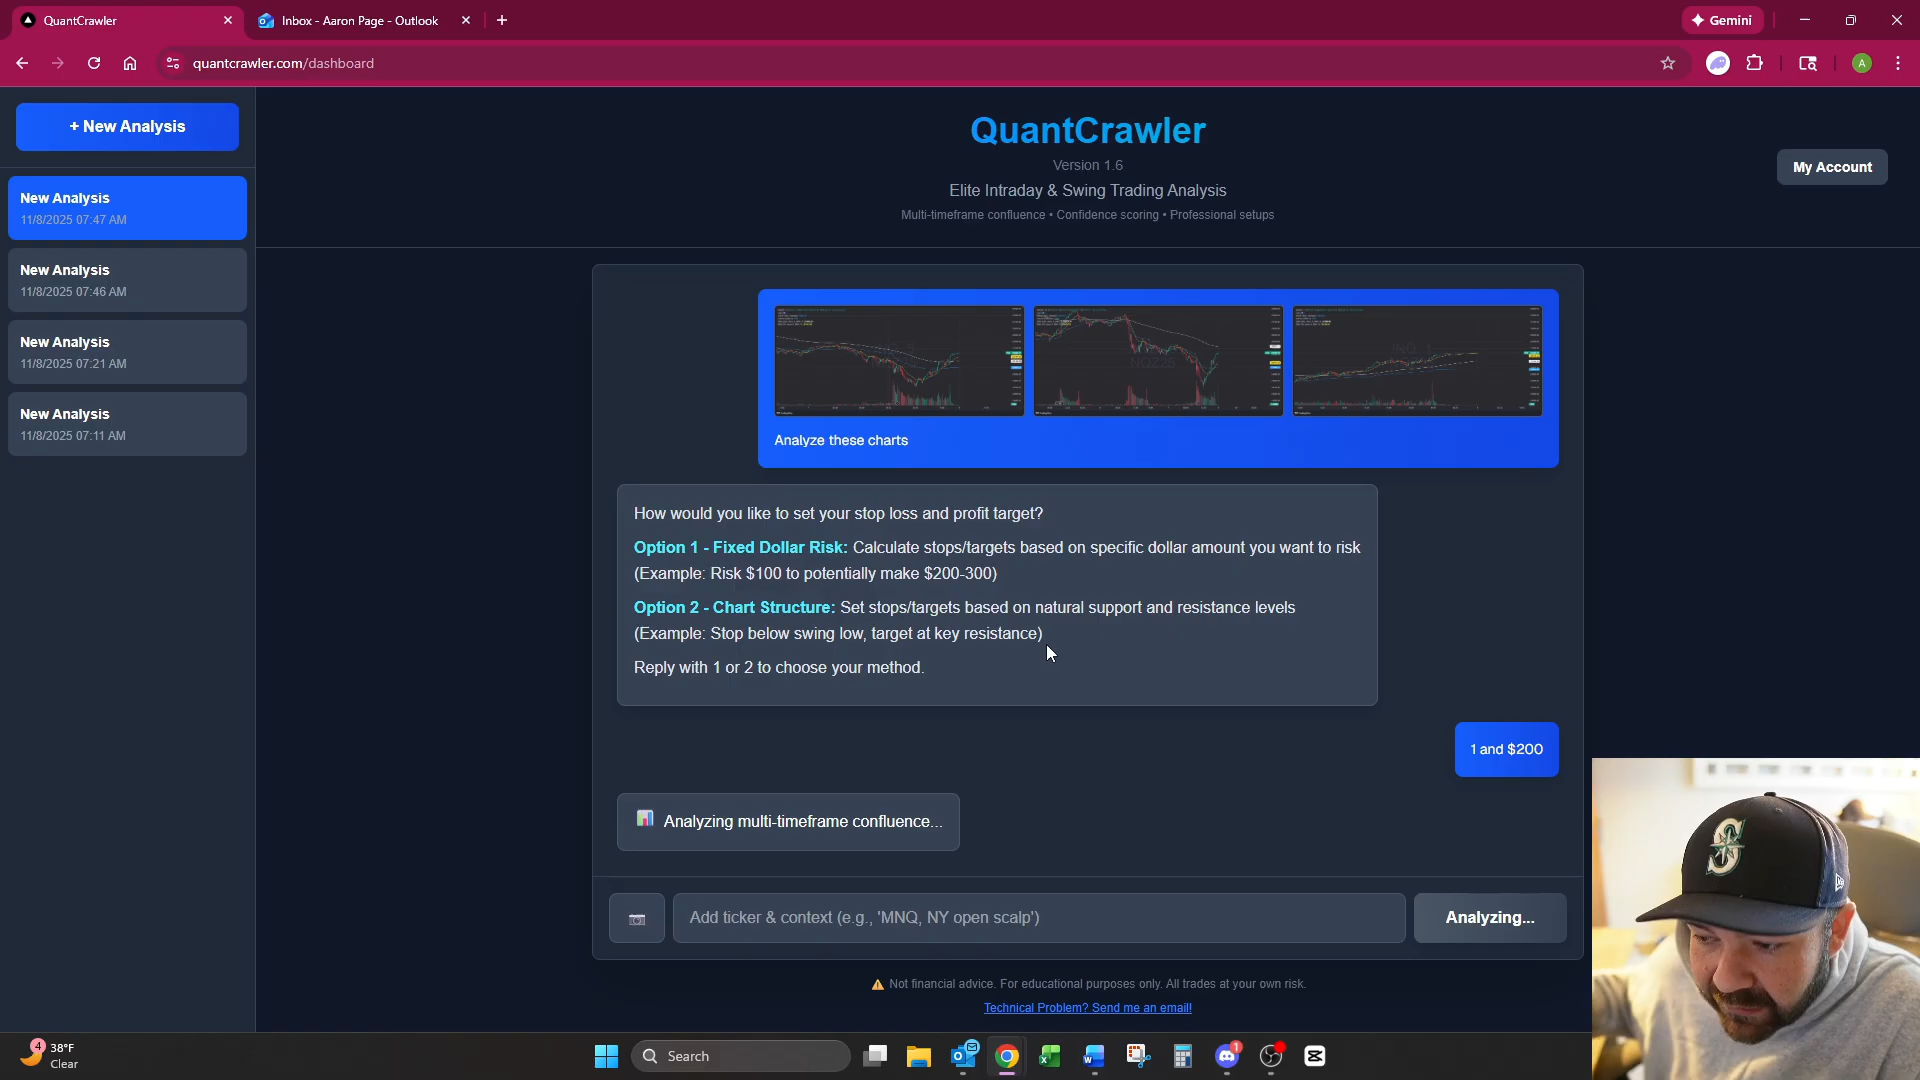 QuantCrawler
Inbox - Aaron Page - Outlook
Gemini
quantcrawler.com/dashboard
A
+ New Analysis
New Analysis
11/8/2025 07:47 AM
New Analysis
11/8/2025 07:46 AM
New Analysis
11/8/2025 07:21 AM
New Analysis
11/8/2025 07:11 AM
QuantCrawler
Version 1.6
Elite Intraday & Swing Trading Analysis
Multi-timeframe confluence • Confidence scoring • Professional setups
My Account
Analyze these charts
How would you like to set your stop loss and profit target?
Option 1 - Fixed Dollar Risk: Calculate stops/targets based on specific dollar amount you want to risk
(Example: Risk $100 to potentially make $200-300)
Option 2 - Chart Structure: Set stops/targets based on natural support and resistance levels
(Example: Stop below swing low, target at key resistance)
Reply with 1 or 2 to choose your method.
1 and $200
Analyzing multi-timeframe confluence...
Add ticker & context (e.g., 'MNQ, NY open scalp')
Analyzing...
Not financial advice. For educational purposes only. All trades at your own risk.
Technical Problem? Send me an email!
4
38°F
Clear
Search
1